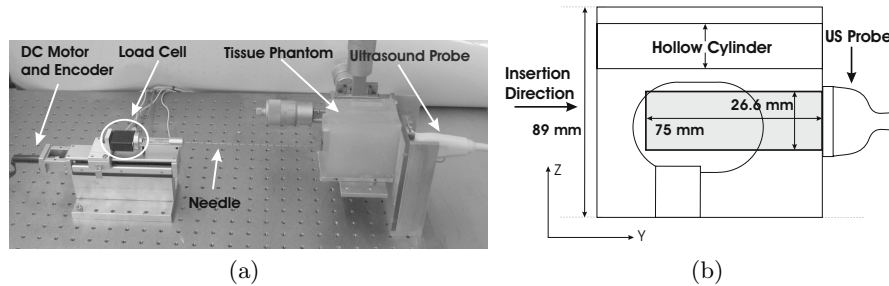 DC Motor
and Encoder
Load Cell
Tissue Phantom
Ultrasound Probe
Needle
(a)
Hollow Cylinder
US Probe
Insertion
Direction
89 mm
26.6 mm
75 mm
Z
Y
(b)